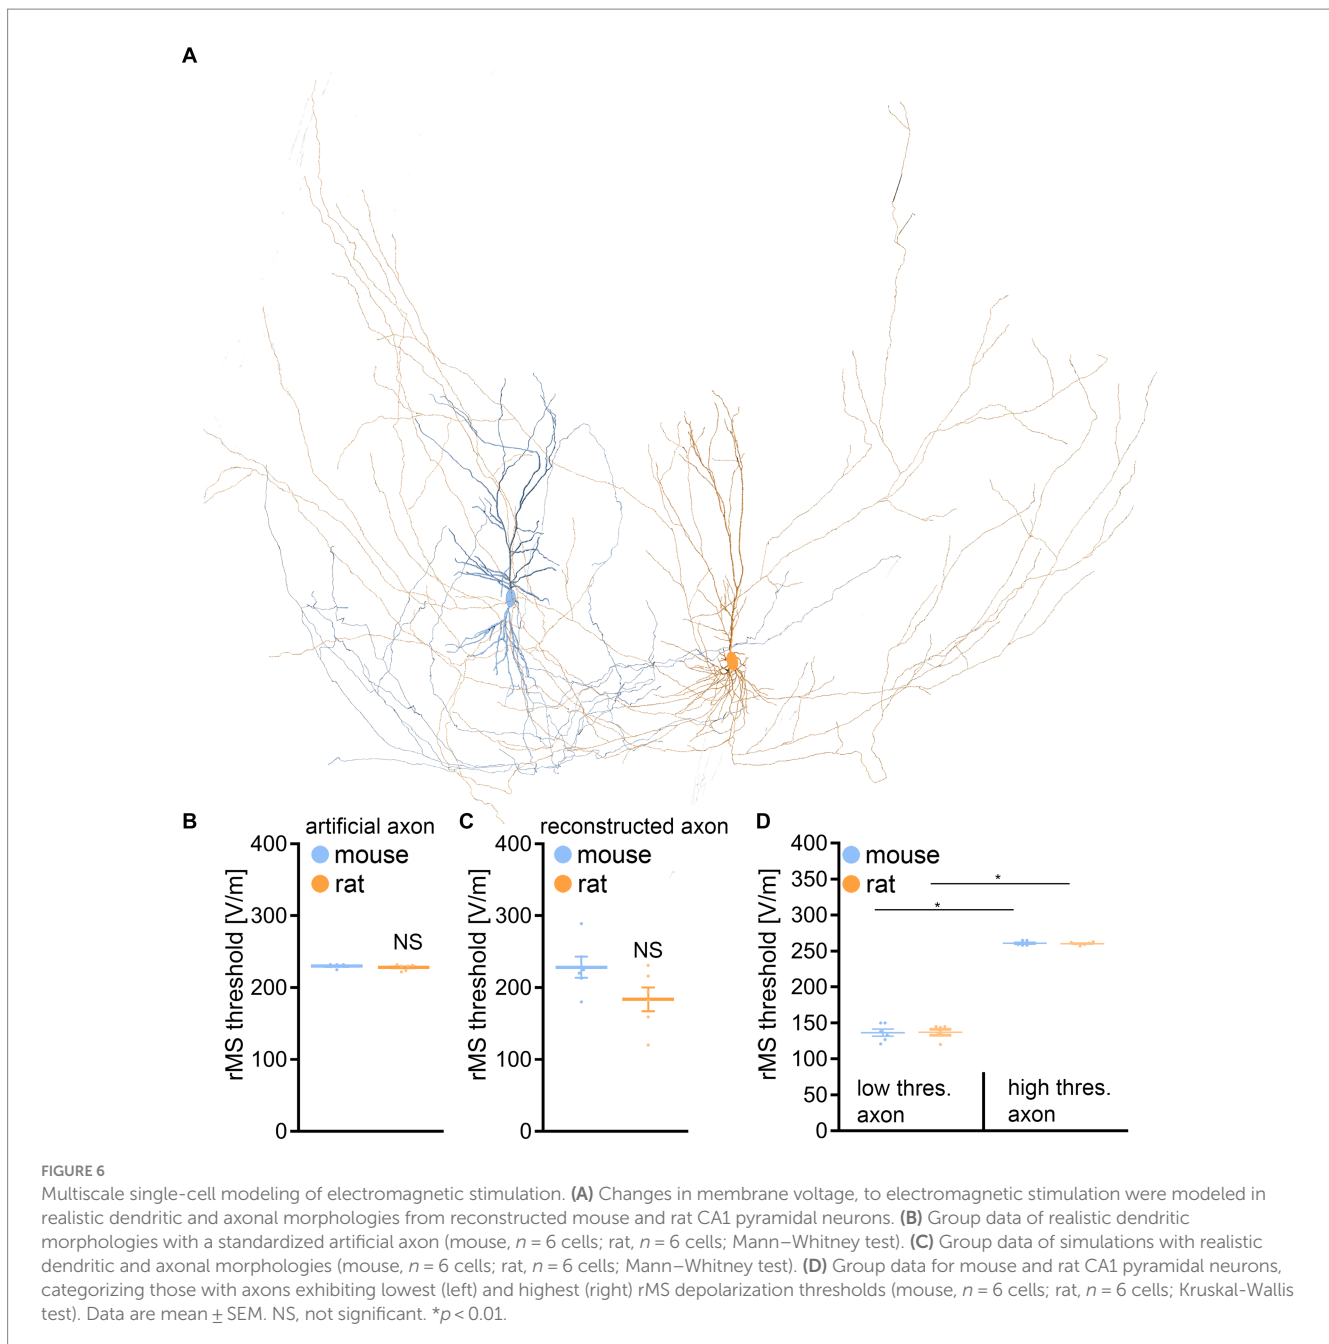 A
B
artificial axon
mouse
rat
NS
rMS threshold [V/m]
400
300
200
100
0
C
reconstructed axon
mouse
rat
NS
rMS threshold [V/m]
400
300
200
100
0
D
mouse
rat
*
*
rMS threshold [V/m]
400
350
300
250
200
150
100
50
0
low thres.
axon
high thres.
axon
FIGURE 6
Multiscale single-cell modeling of electromagnetic stimulation. (A) Changes in membrane voltage, to electromagnetic stimulation were modeled in
realistic dendritic and axonal morphologies from reconstructed mouse and rat CA1 pyramidal neurons. (B) Group data of realistic dendritic
morphologies with a standardized artificial axon (mouse, n = 6 cells; rat, n = 6 cells; Mann–Whitney test). (C) Group data of simulations with realistic
dendritic and axonal morphologies (mouse, n = 6 cells; rat, n = 6 cells; Mann–Whitney test). (D) Group data for mouse and rat CA1 pyramidal neurons,
categorizing those with axons exhibiting lowest (left) and highest (right) rMS depolarization thresholds (mouse, n = 6 cells; rat, n = 6 cells; Kruskal-Wallis
test). Data are mean ± SEM. NS, not significant. *p < 0.01.